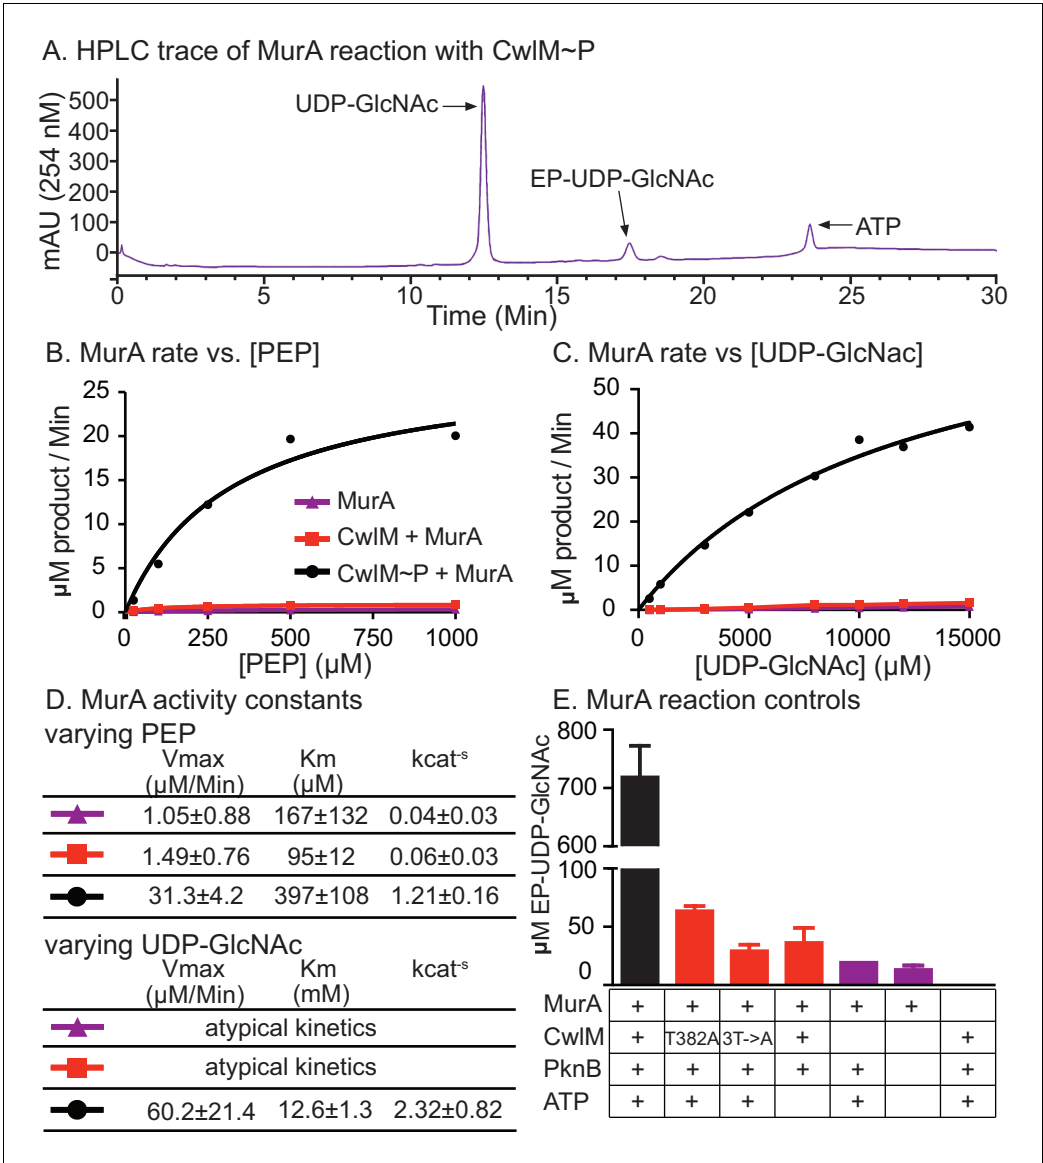 A. HPLC trace of MurA reaction with CwlM~P
mAU (254 nM)
500
400
300
200
100
0
UDP-GlcNAc
EP-UDP-GlcNAc
ATP
0 5 10 15 20 25 30
Time (Min)
B. MurA rate vs. [PEP]
µM product / Min
25
20
15
10
5
0
MurA
CwlM + MurA
CwlM~P + MurA
0 250 500 750 1000
[PEP] (µM)
C. MurA rate vs [UDP-GlcNac]
µM product / Min
50
40
30
20
10
0
0 5000 10000 15000
[UDP-GlcNAc] (µM)
D. MurA activity constants
varying PEP
Vmax Km kcat⁻ˢ
(µM/Min) (µM)
1.05±0.88 167±132 0.04±0.03
1.49±0.76 95±12 0.06±0.03
31.3±4.2 397±108 1.21±0.16
varying UDP-GlcNAc
Vmax Km kcat⁻ˢ
(µM/Min) (mM)
atypical kinetics
atypical kinetics
60.2±21.4 12.6±1.3 2.32±0.82
E. MurA reaction controls
µM EP-UDP-GlcNAc
800
700
600
100
50
0
MurA + + + + + +
CwlM + T382A 3T->A + +
PknB + + + + + +
ATP + + + + +